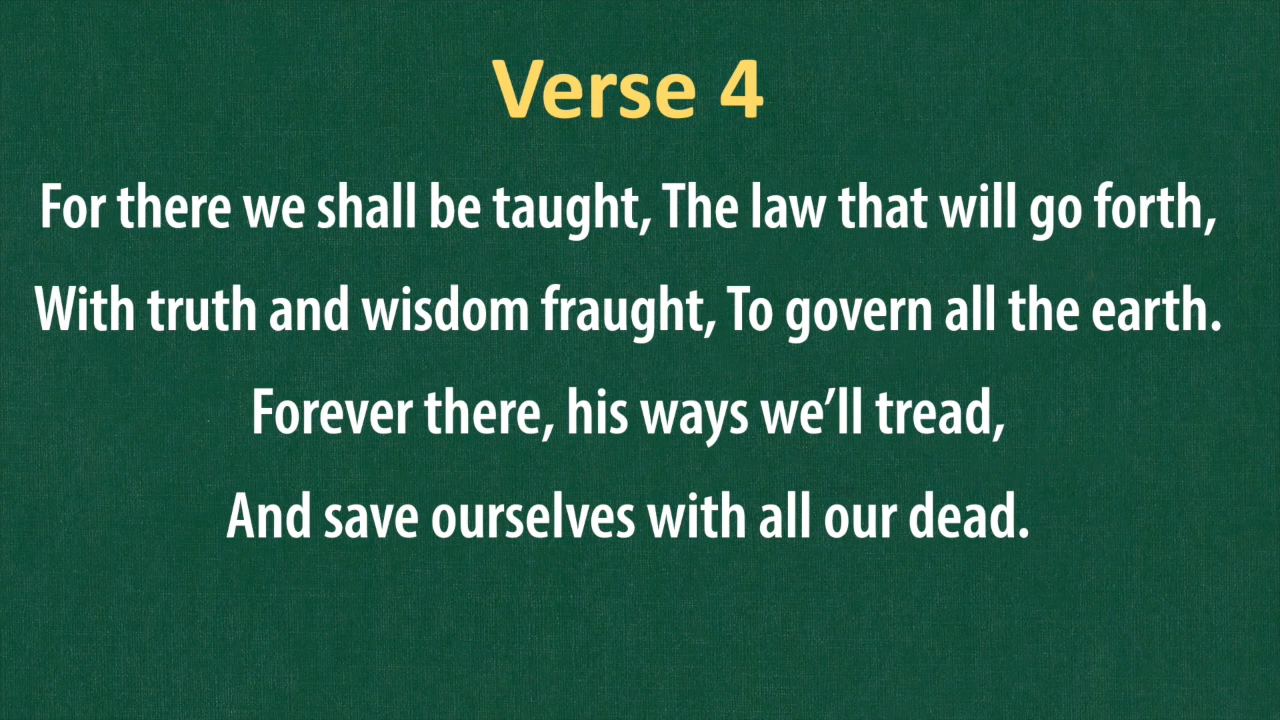 Verse 4
For there we shall be taught, The law that will go forth,
With truth and wisdom fraught, To govern all the earth.
Forever there, his ways we’ll tread,
And save ourselves with all our dead.